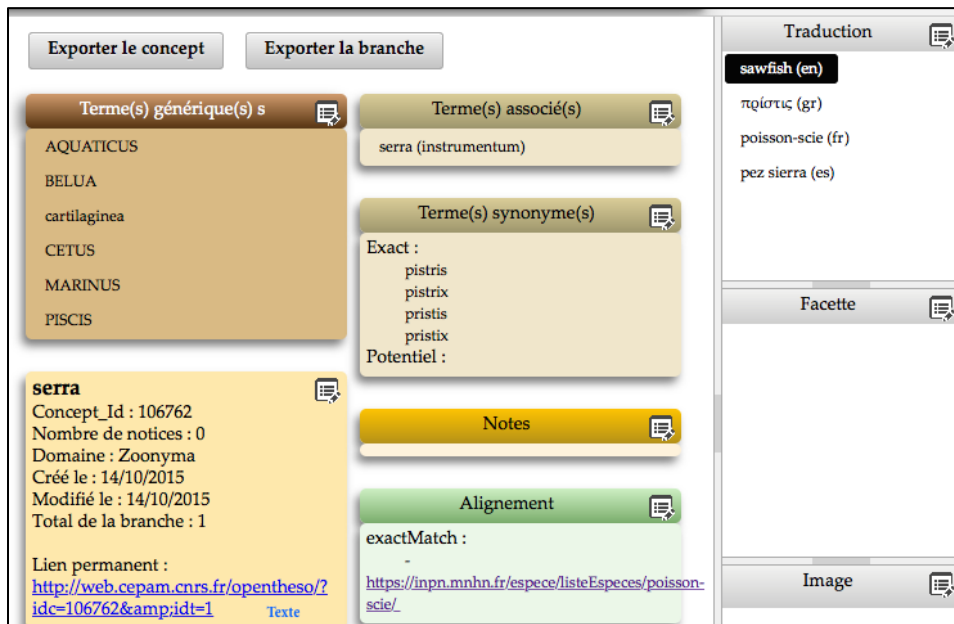 Exporter le concept
Exporter la branche
Terme(s) générique(s) s
AQUATICUS
BELUA
cartilaginea
CETUS
MARINUS
PISCIS
serra
Concept_Id : 106762
Nombre de notices : 0
Domaine : Zoonyma
Créé le : 14/10/2015
Modifié le : 14/10/2015
Total de la branche : 1
Lien permanent :
http://web.cepam.cnrs.fr/opentheso/?
idc=106762&amp;idt=1
Texte
Terme(s) associé(s)
serra (instrumentum)
Terme(s) synonyme(s)
Exact :
pistris
pistrix
pristis
pristix
Potentiel :
Notes
Alignement
exactMatch :
-
https://inpn.mnhn.fr/espece/listeEspeces/poisson-
scie/
Traduction
sawfish (en)
πρίστις (gr)
poisson-scie (fr)
pez sierra (es)
Facette
Image